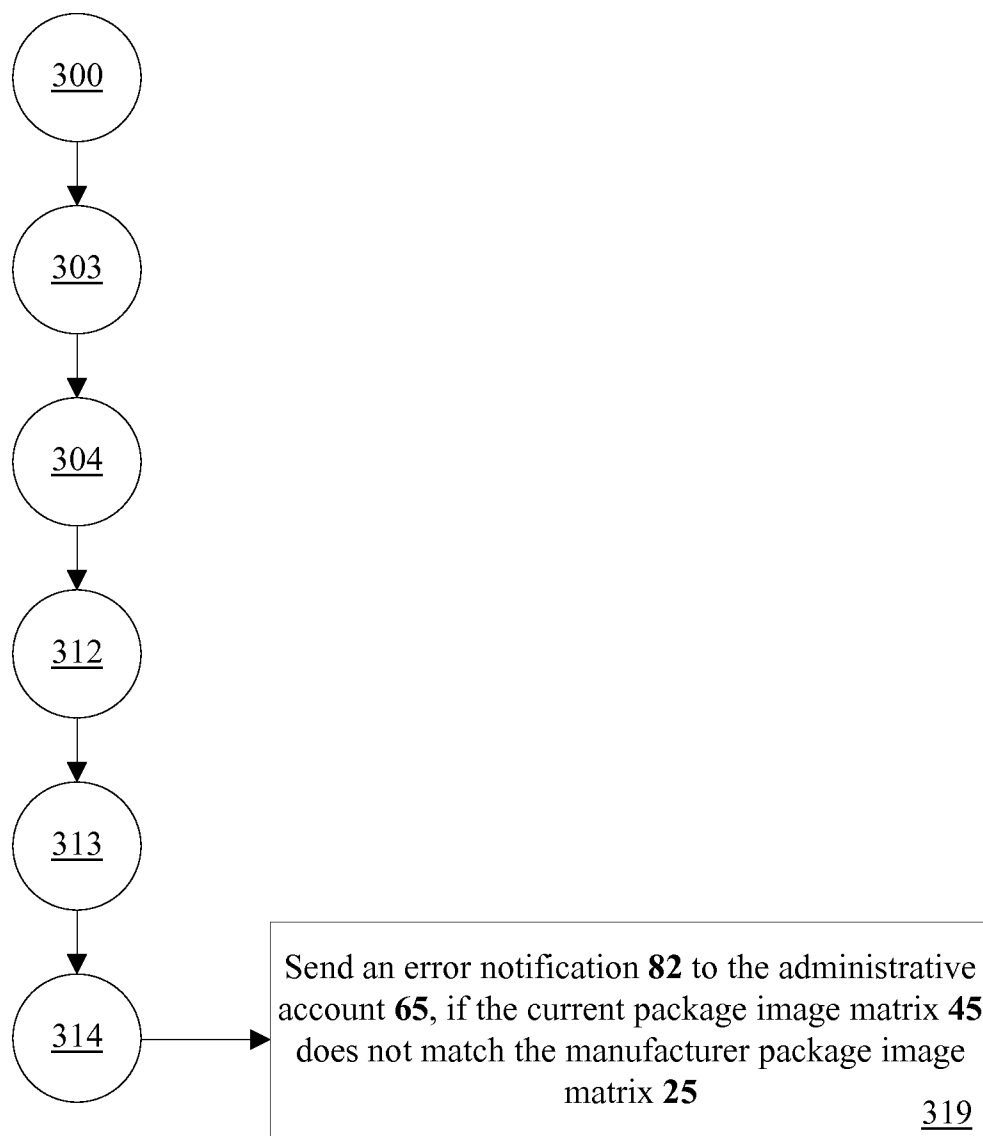 300
303
304
312
313
314
Send an error notification 82 to the administrative
account 65, if the current package image matrix 45
does not match the manufacturer package image
matrix 25
319